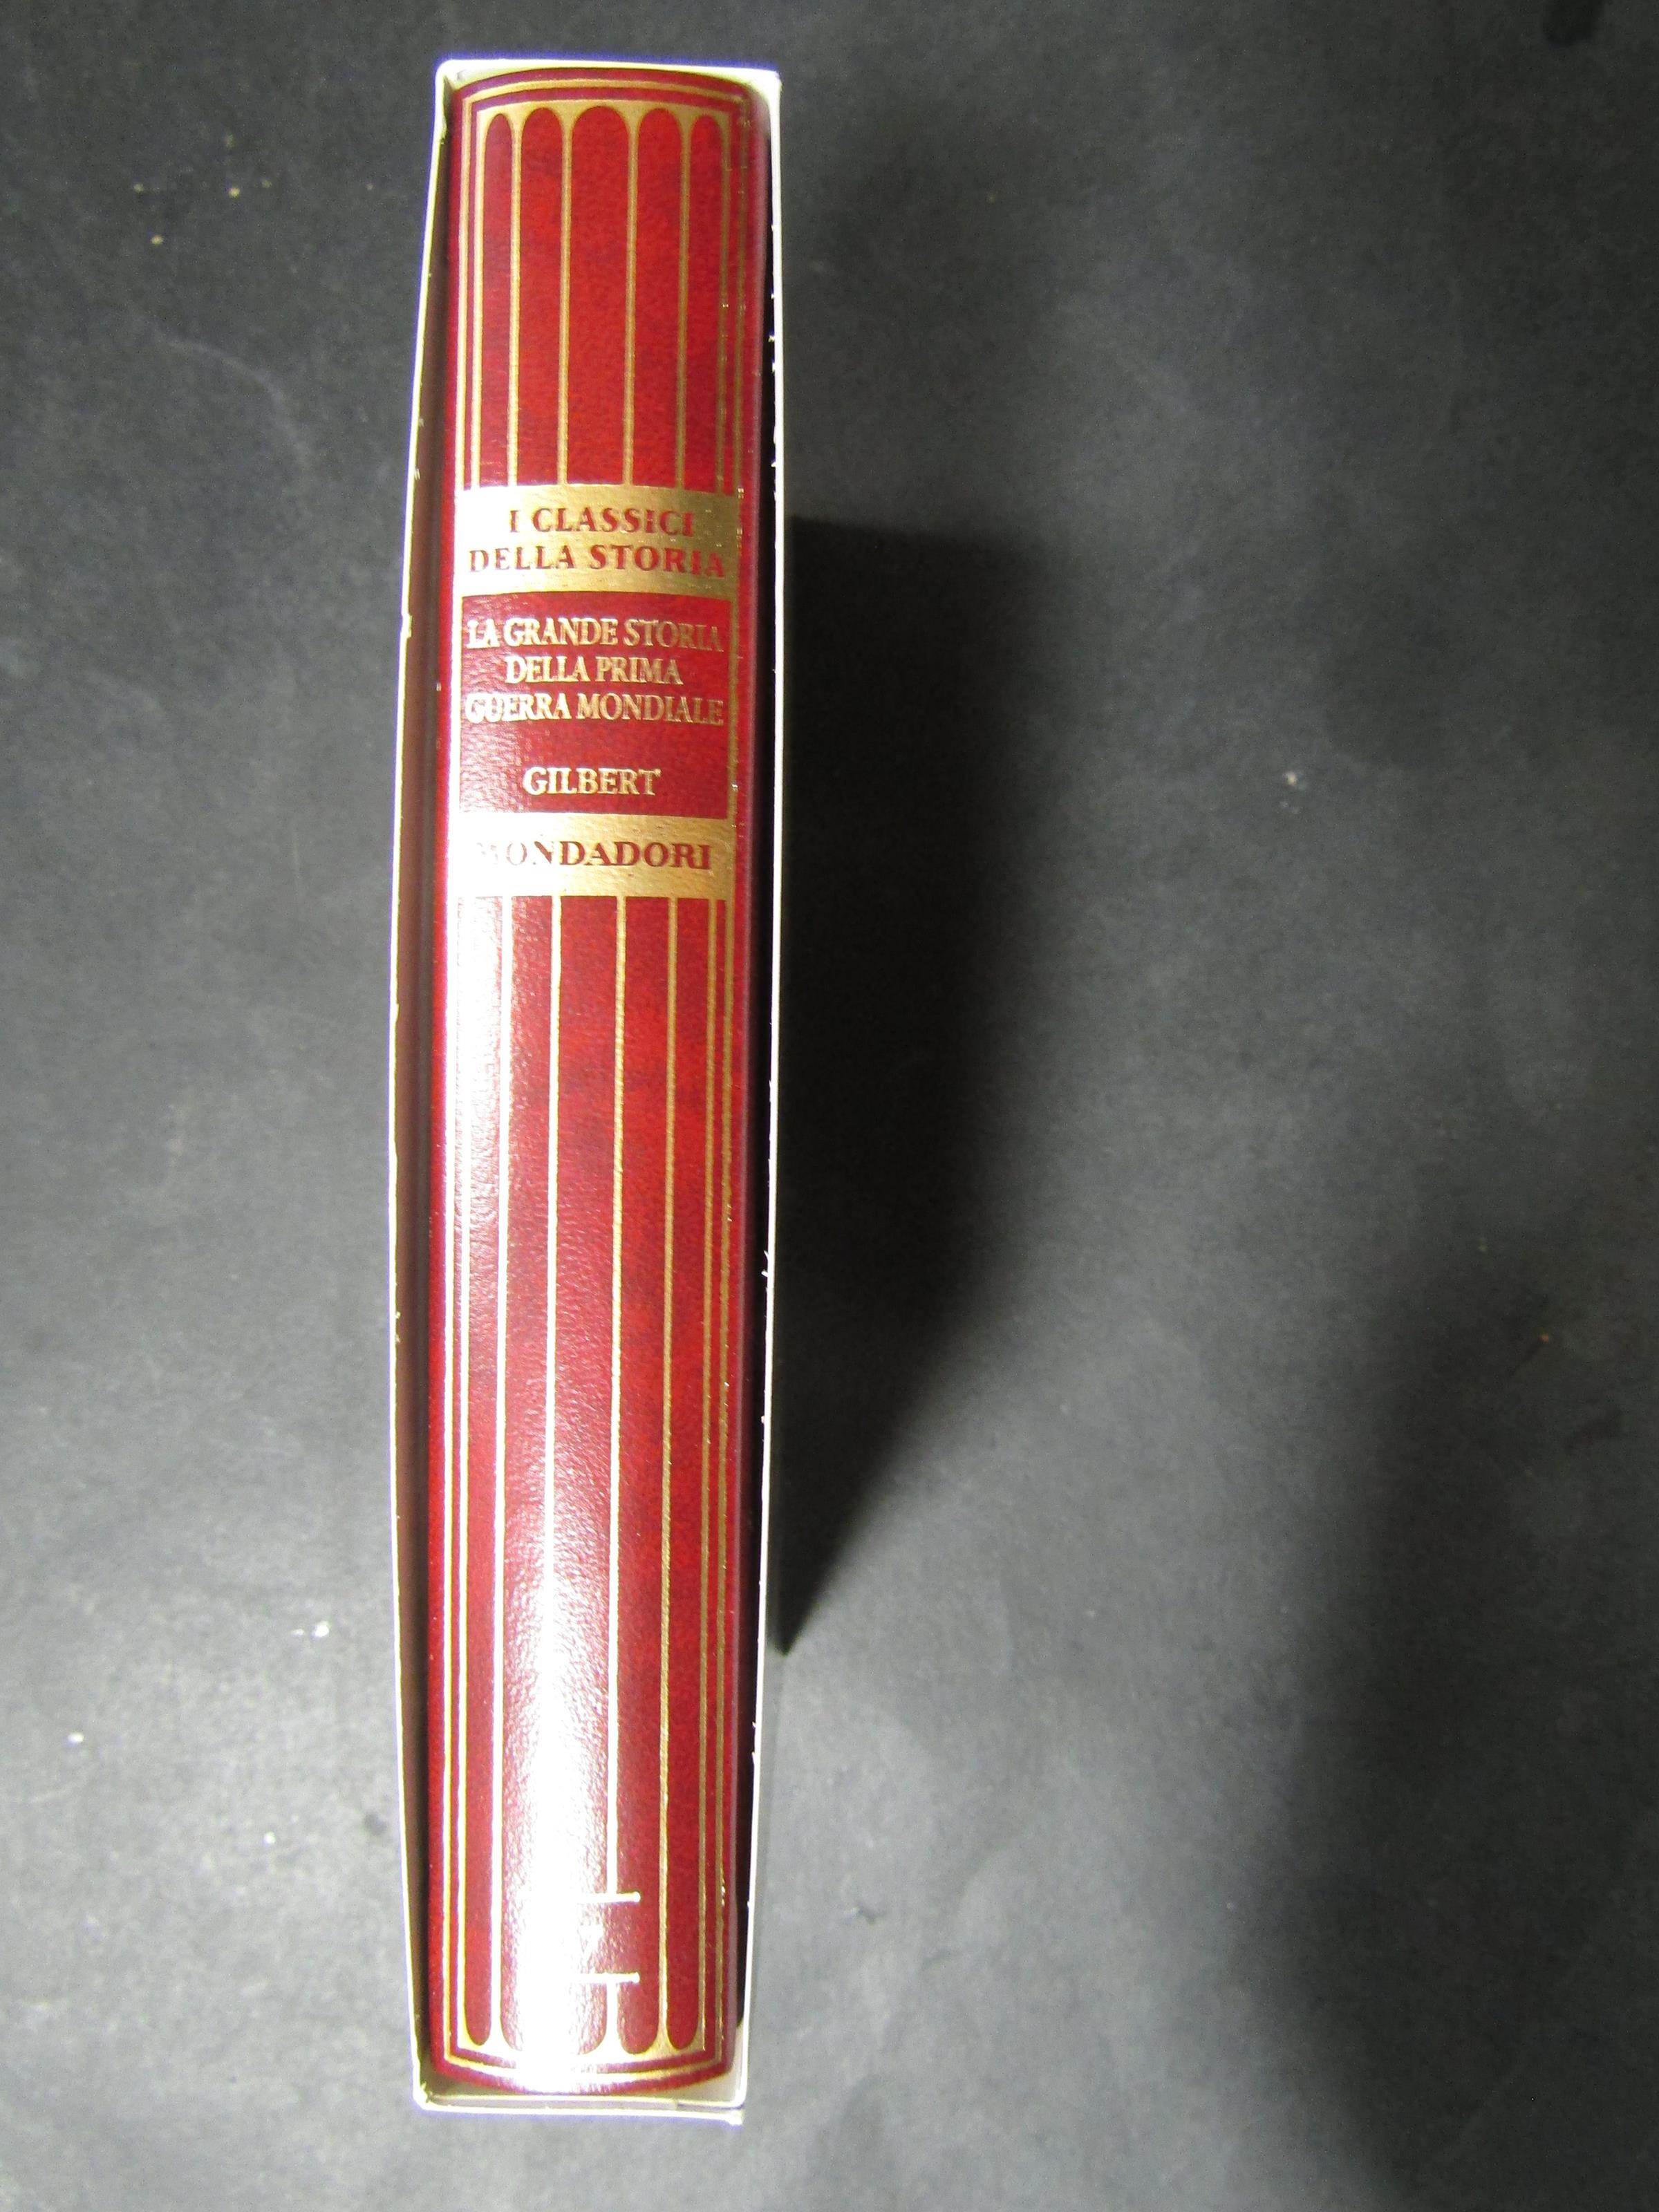 I CLASSICI
DELLA STORIA
LA GRANDE STORIA
DELLA PRIMA
GUERRA MONDIALE
GILBERT
MONDADORI